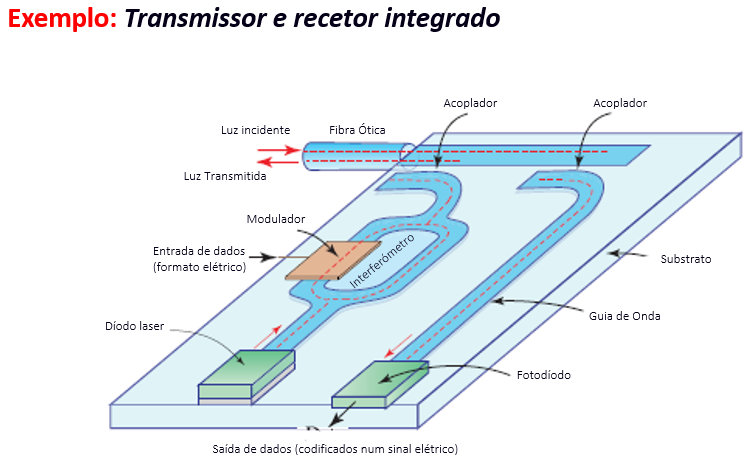 Exemplo: Transmissor e recetor integrado
Acoplador
Acoplador
Luz incidente
Fibra Ótica
Luz Transmitida
Modulador
Entrada de dados
(formato elétrico)
Interferómetro
Substrato
Guia de Onda
Díodo laser
Fotodíodo
Saída de dados (codificados num sinal elétrico)